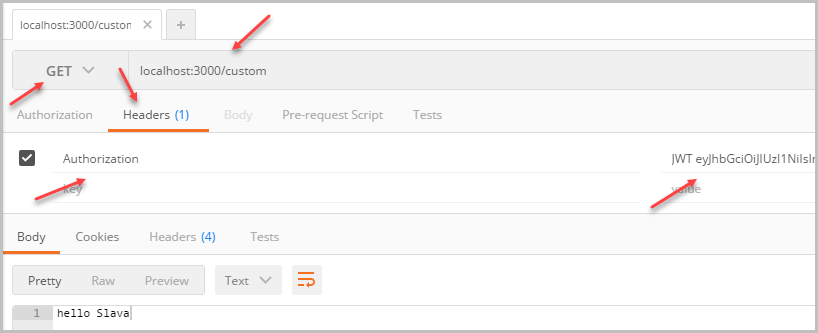 localhost:3000/custom
GET localhost:3000/custom
Authorization Headers (1) Body Pre-request Script Tests
Authorization JWT
key value
Body Cookies Headers (4) Tests
Pretty Raw Preview Text
1 hello Slava